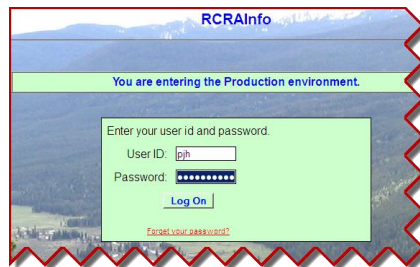 RCRAInfo
You are entering the Production environment.
Enter your user id and password.
User ID: pjh
Password: ••••••••••
Log On
Forget your password?